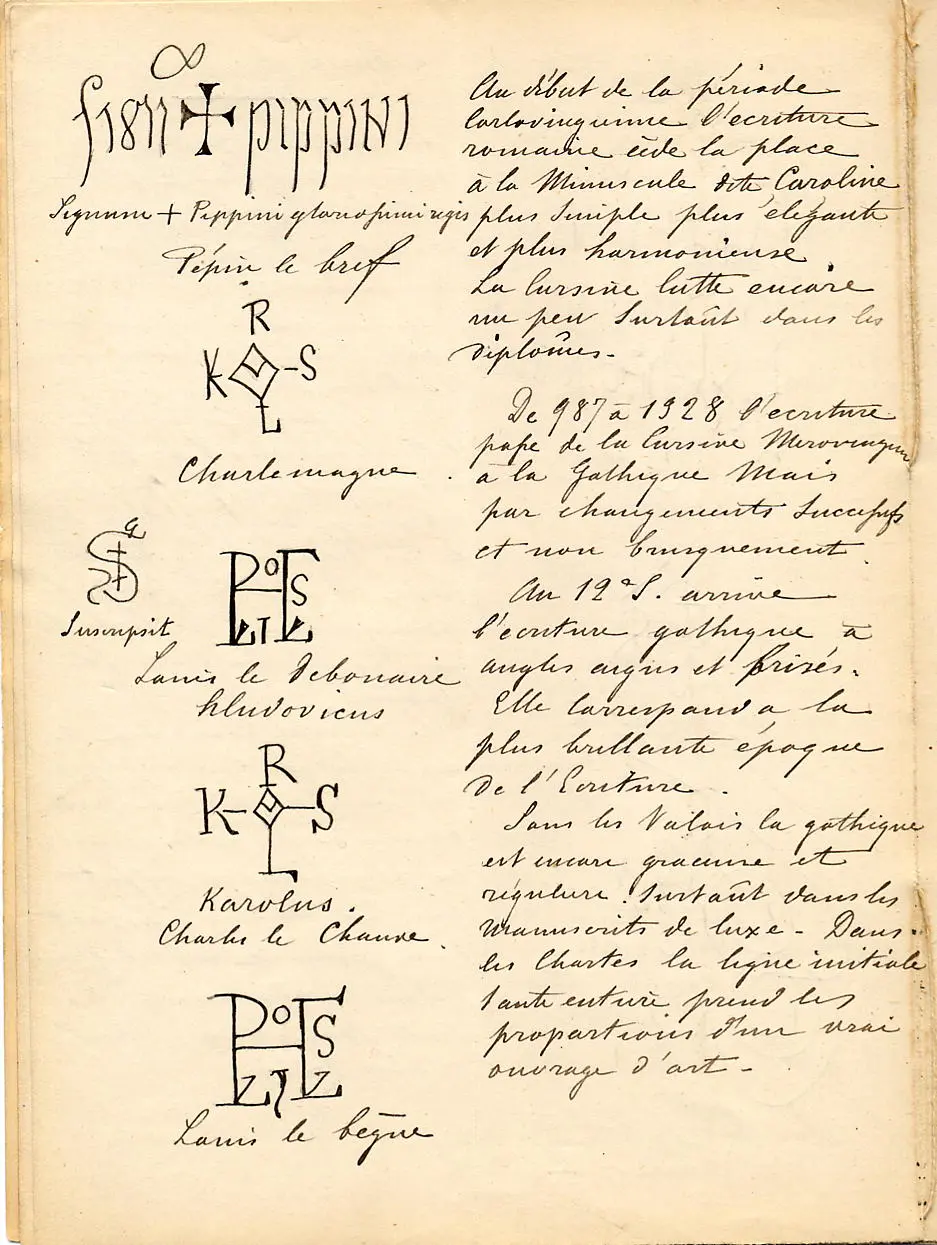 sign + pippini
Signum + Pippini gloriosissimi regis
Pépin le bref
R
K S
L
Charlemagne
Suscripsit
Louis le Debonaire
hludovicus
R
K S
L
Karolus.
Charles le Chauve.
Louis le bègue
Au début de la période
Carlovingienne l'ecriture
romaine cède la place
à la Minuscule dite Caroline
plus simple plus élégante
et plus harmonieuse
La Cursive lutte encore
un peu Surtout dans les
diplômes.
De 987 à 1328 l'ecriture
passe de la Cursive Merovingienne
à la Gothique Mais
par changements Successifs
et non brusquement
Au 12e S. arrive
l'ecriture gothique à
angles aigus et brisés.
Elle Correspond a la
plus brillante époque
de l'Ecriture.
Sous les Valois la gothique
est encore gracieuse et
régulière. Surtout dans les
manuscrits de luxe - Dans
les Chartes la ligne initiale
toute entière prend les
proportions d'un vrai
ouvrage d'art -